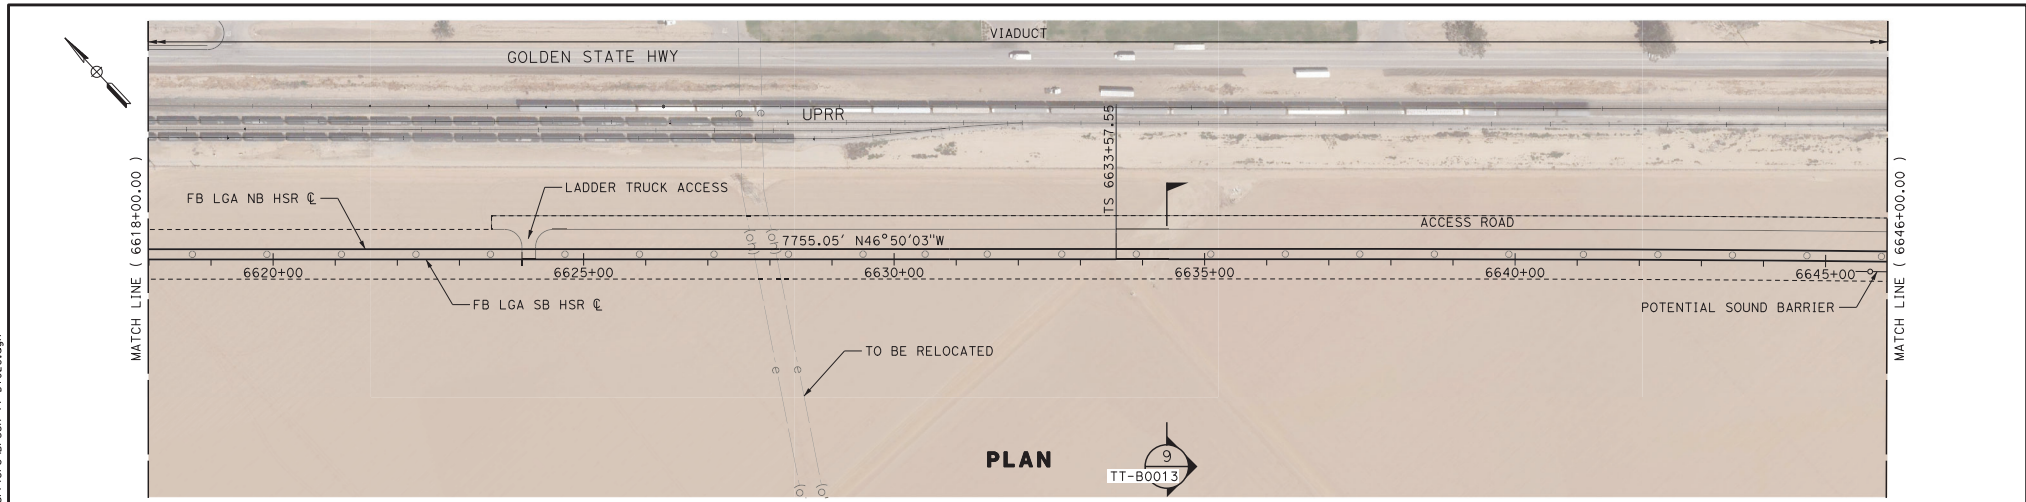 VIADUCT
GOLDEN STATE HWY
UPRR
TS 6633+57.55
MATCH LINE ( 6618+00.00 )
MATCH LINE ( 6646+00.00 )
LADDER TRUCK ACCESS
FB LGA NB HSR ℄
ACCESS ROAD
7755.05' N46°50'03"W
6620+00
6625+00
6630+00
6635+00
6640+00
6645+00
FB LGA SB HSR ℄
POTENTIAL SOUND BARRIER
TO BE RELOCATED
e
e
e
e
(oh)
(oh)
PLAN
9
TT-B0013